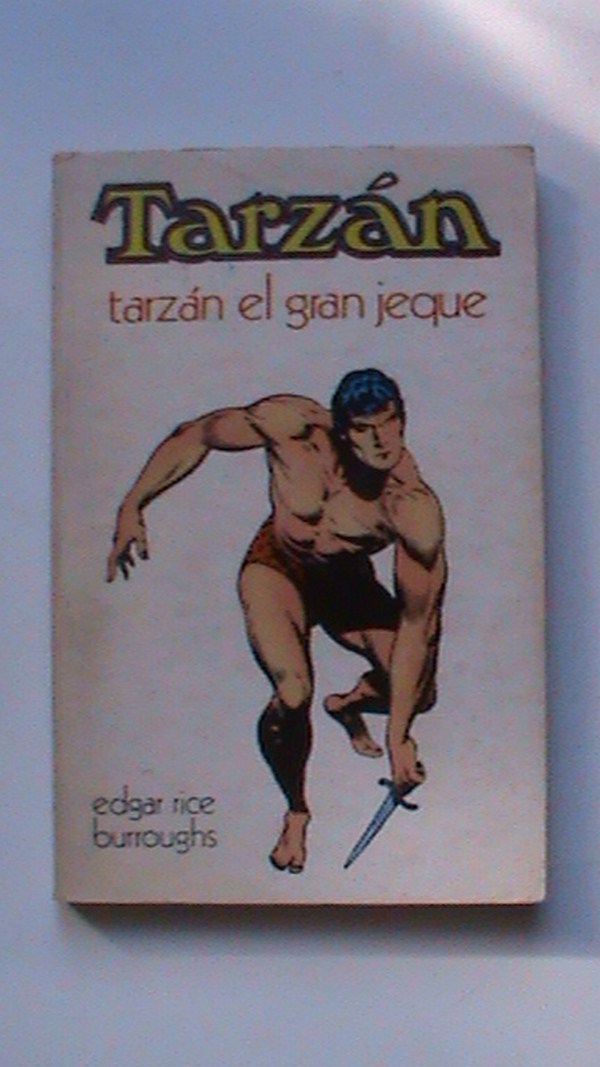 Tarzán
tarzán el gran jeque
edgar rice
burroughs